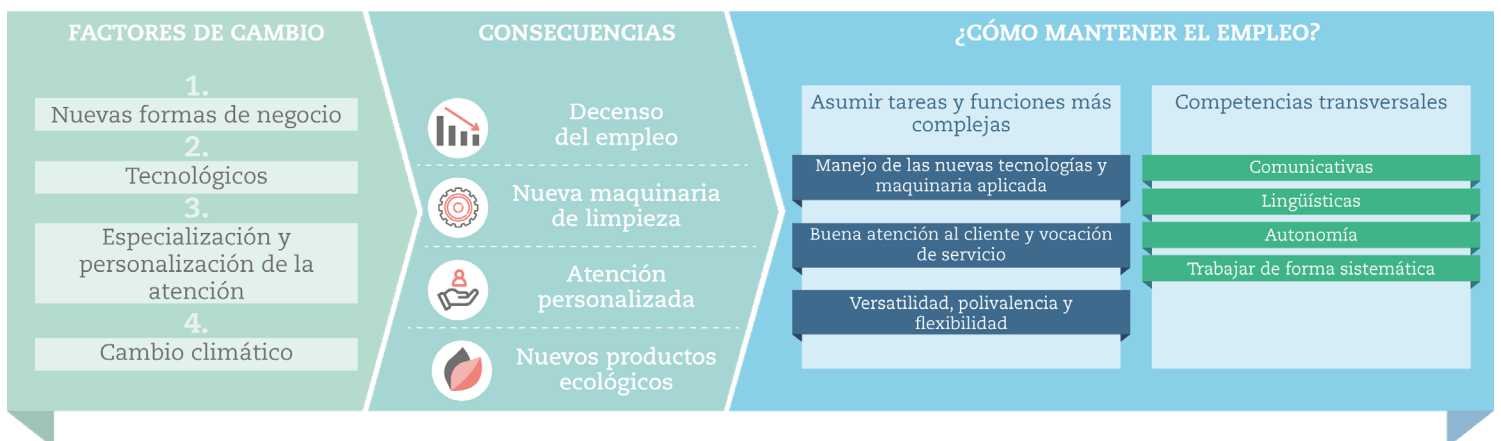 FACTORES DE CAMBIO
1.
Nuevas formas de negocio
2.
Tecnológicos
3.
Especialización y
personalización de la
atención
4.
Cambio climático
CONSECUENCIAS
Decenso
del empleo
Nueva maquinaria
de limpieza
Atención
personalizada
Nuevos productos
ecológicos
¿CÓMO MANTENER EL EMPLEO?
Asumir tareas y funciones más
complejas
Manejo de las nuevas tecnologías y
maquinaria aplicada
Buena atención al cliente y vocación
de servicio
Versatilidad, polivalencia y
flexibilidad
Competencias transversales
Comunicativas
Lingüísticas
Autonomía
Trabajar de forma sistemática